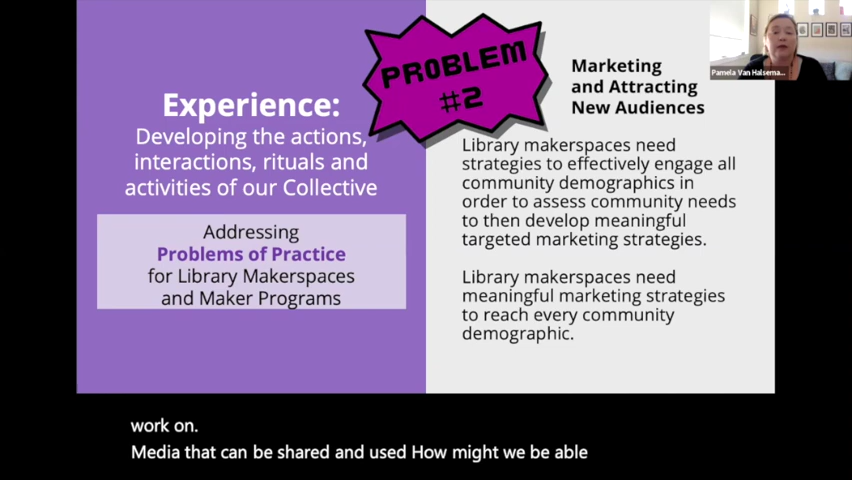 Experience:
Developing the actions,
interactions, rituals and
activities of our Collective
Addressing
Problems of Practice
for Library Makerspaces
and Maker Programs
PROBLEM
#2
Marketing
and Attracting
New Audiences
Library makerspaces need
strategies to effectively engage all
community demographics in
order to assess community needs
to then develop meaningful
targeted marketing strategies.
Library makerspaces need
meaningful marketing strategies
to reach every community
demographic.
Pamela Van Halsema...
work on.
Media that can be shared and used How might we be able